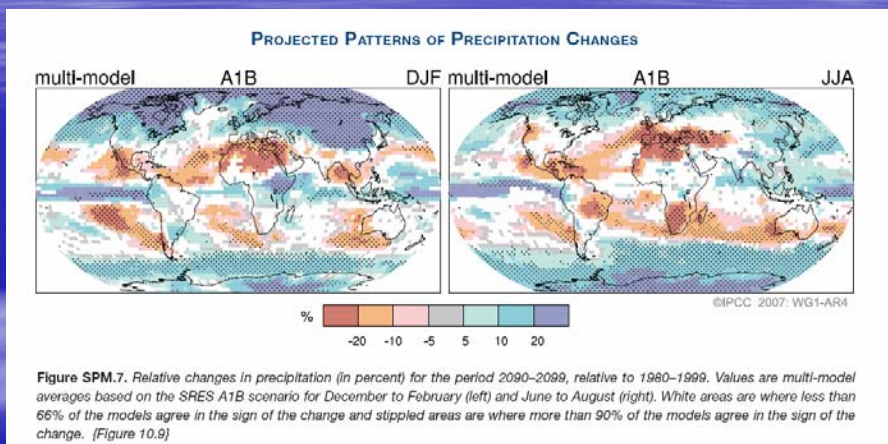 PROJECTED PATTERNS OF PRECIPITATION CHANGES
multi-model A1B DJF multi-model A1B JJA
©IPCC 2007: WG1-AR4
%
-20 -10 -5 5 10 20
Figure SPM.7. Relative changes in precipitation (in percent) for the period 2090–2099, relative to 1980–1999. Values are multi-model
averages based on the SRES A1B scenario for December to February (left) and June to August (right). White areas are where less than
66% of the models agree in the sign of the change and stippled areas are where more than 90% of the models agree in the sign of the
change. {Figure 10.9}